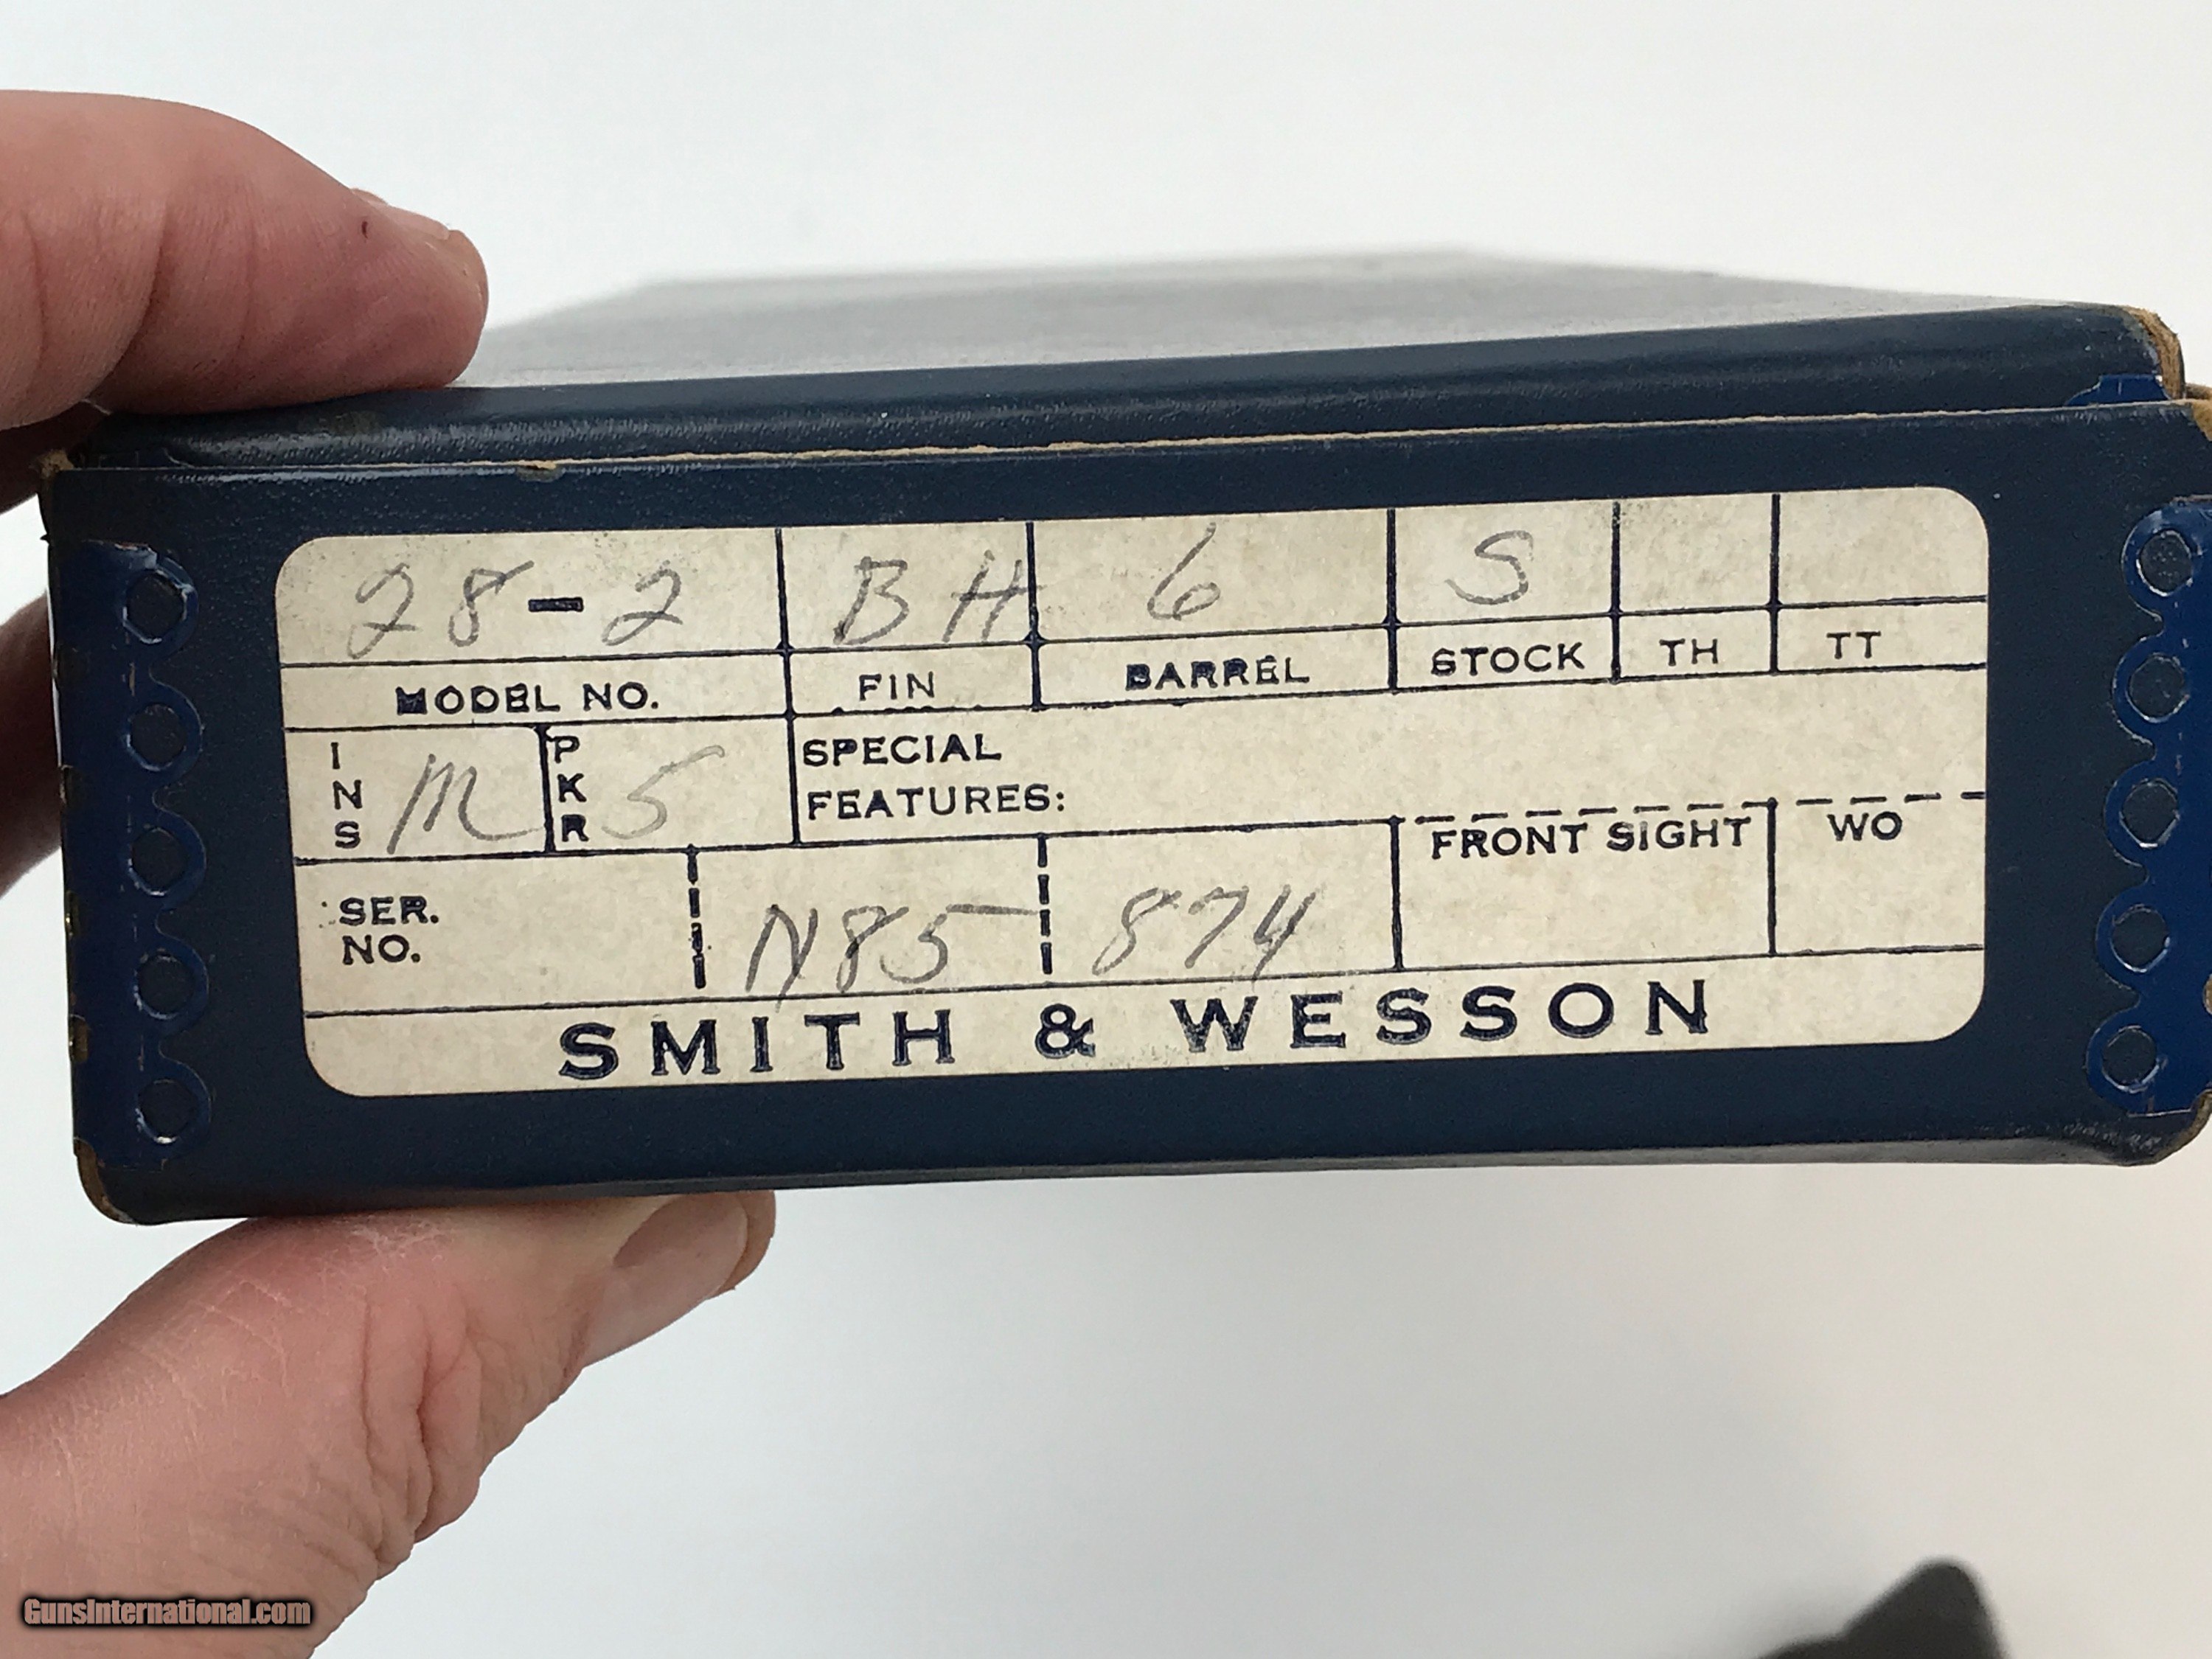 28-2 BH 6 S
MODEL NO. FIN BARREL STOCK TH TT
INS M PKR 5 SPECIAL
FEATURES:
FRONT SIGHT WO
SER.
NO. N85 874
SMITH & WESSON
GunsInternational.com